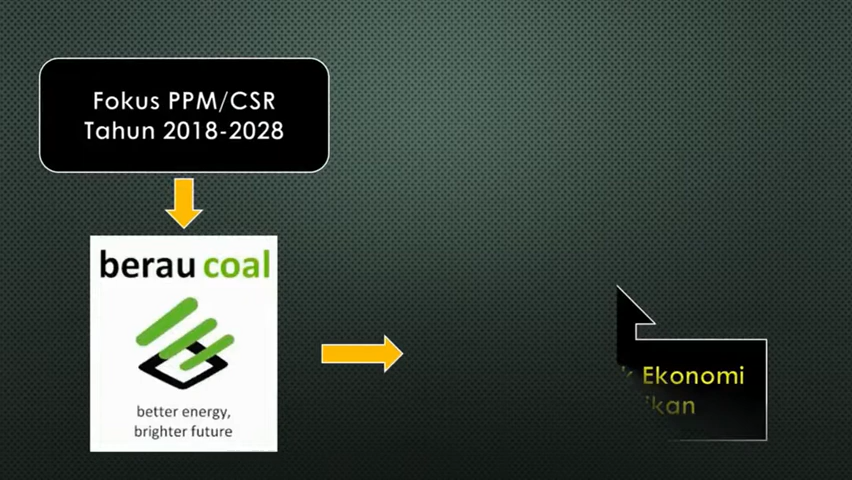 Fokus PPM/CSR
Tahun 2018-2028
berau coal
better energy,
brighter future
Ekonomi